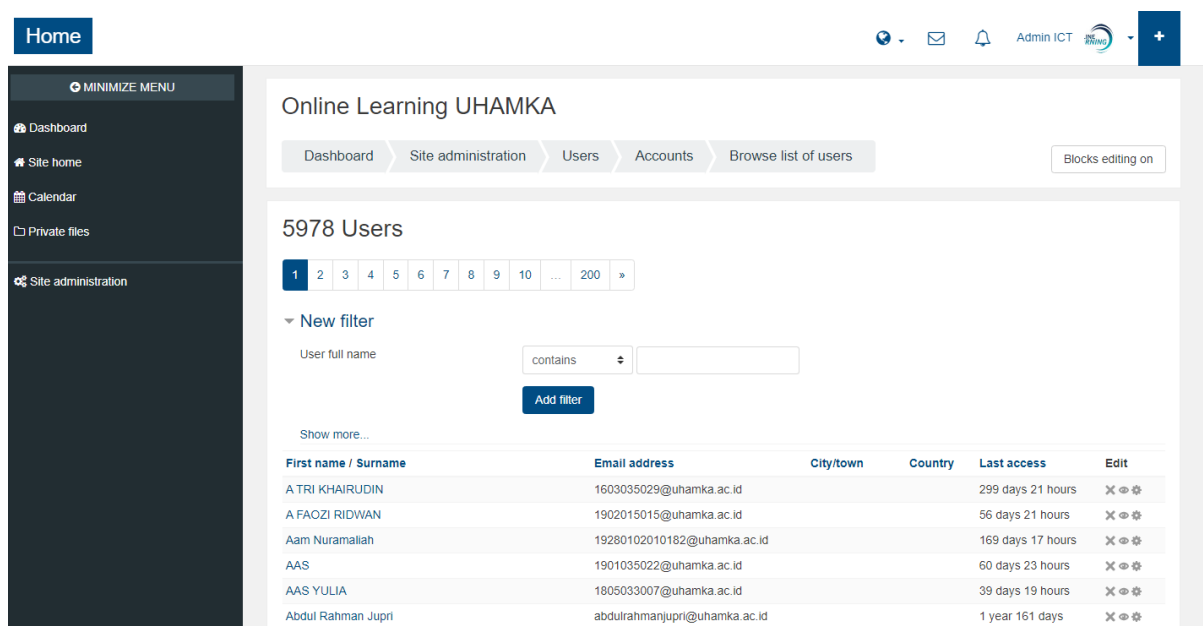 Home
Admin ICT
+
MINIMIZE MENU
Dashboard
Site home
Calendar
Private files
Site administration
Online Learning UHAMKA
Dashboard Site administration Users Accounts Browse list of users
Blocks editing on
5978 Users
1 2 3 4 5 6 7 8 9 10 ... 200 »
New filter
User full name contains
Add filter
Show more...
First name / Surname Email address City/town Country Last access Edit
A TRI KHAIRUDIN 1603035029@uhamka.ac.id 299 days 21 hours
A FAOZI RIDWAN 1902015015@uhamka.ac.id 56 days 21 hours
Aam Nuramaliah 19280102010182@uhamka.ac.id 169 days 17 hours
AAS 1901035022@uhamka.ac.id 60 days 23 hours
AAS YULIA 1805033007@uhamka.ac.id 39 days 19 hours
Abdul Rahman Jupri abdulrahmanjupri@uhamka.ac.id 1 year 161 days